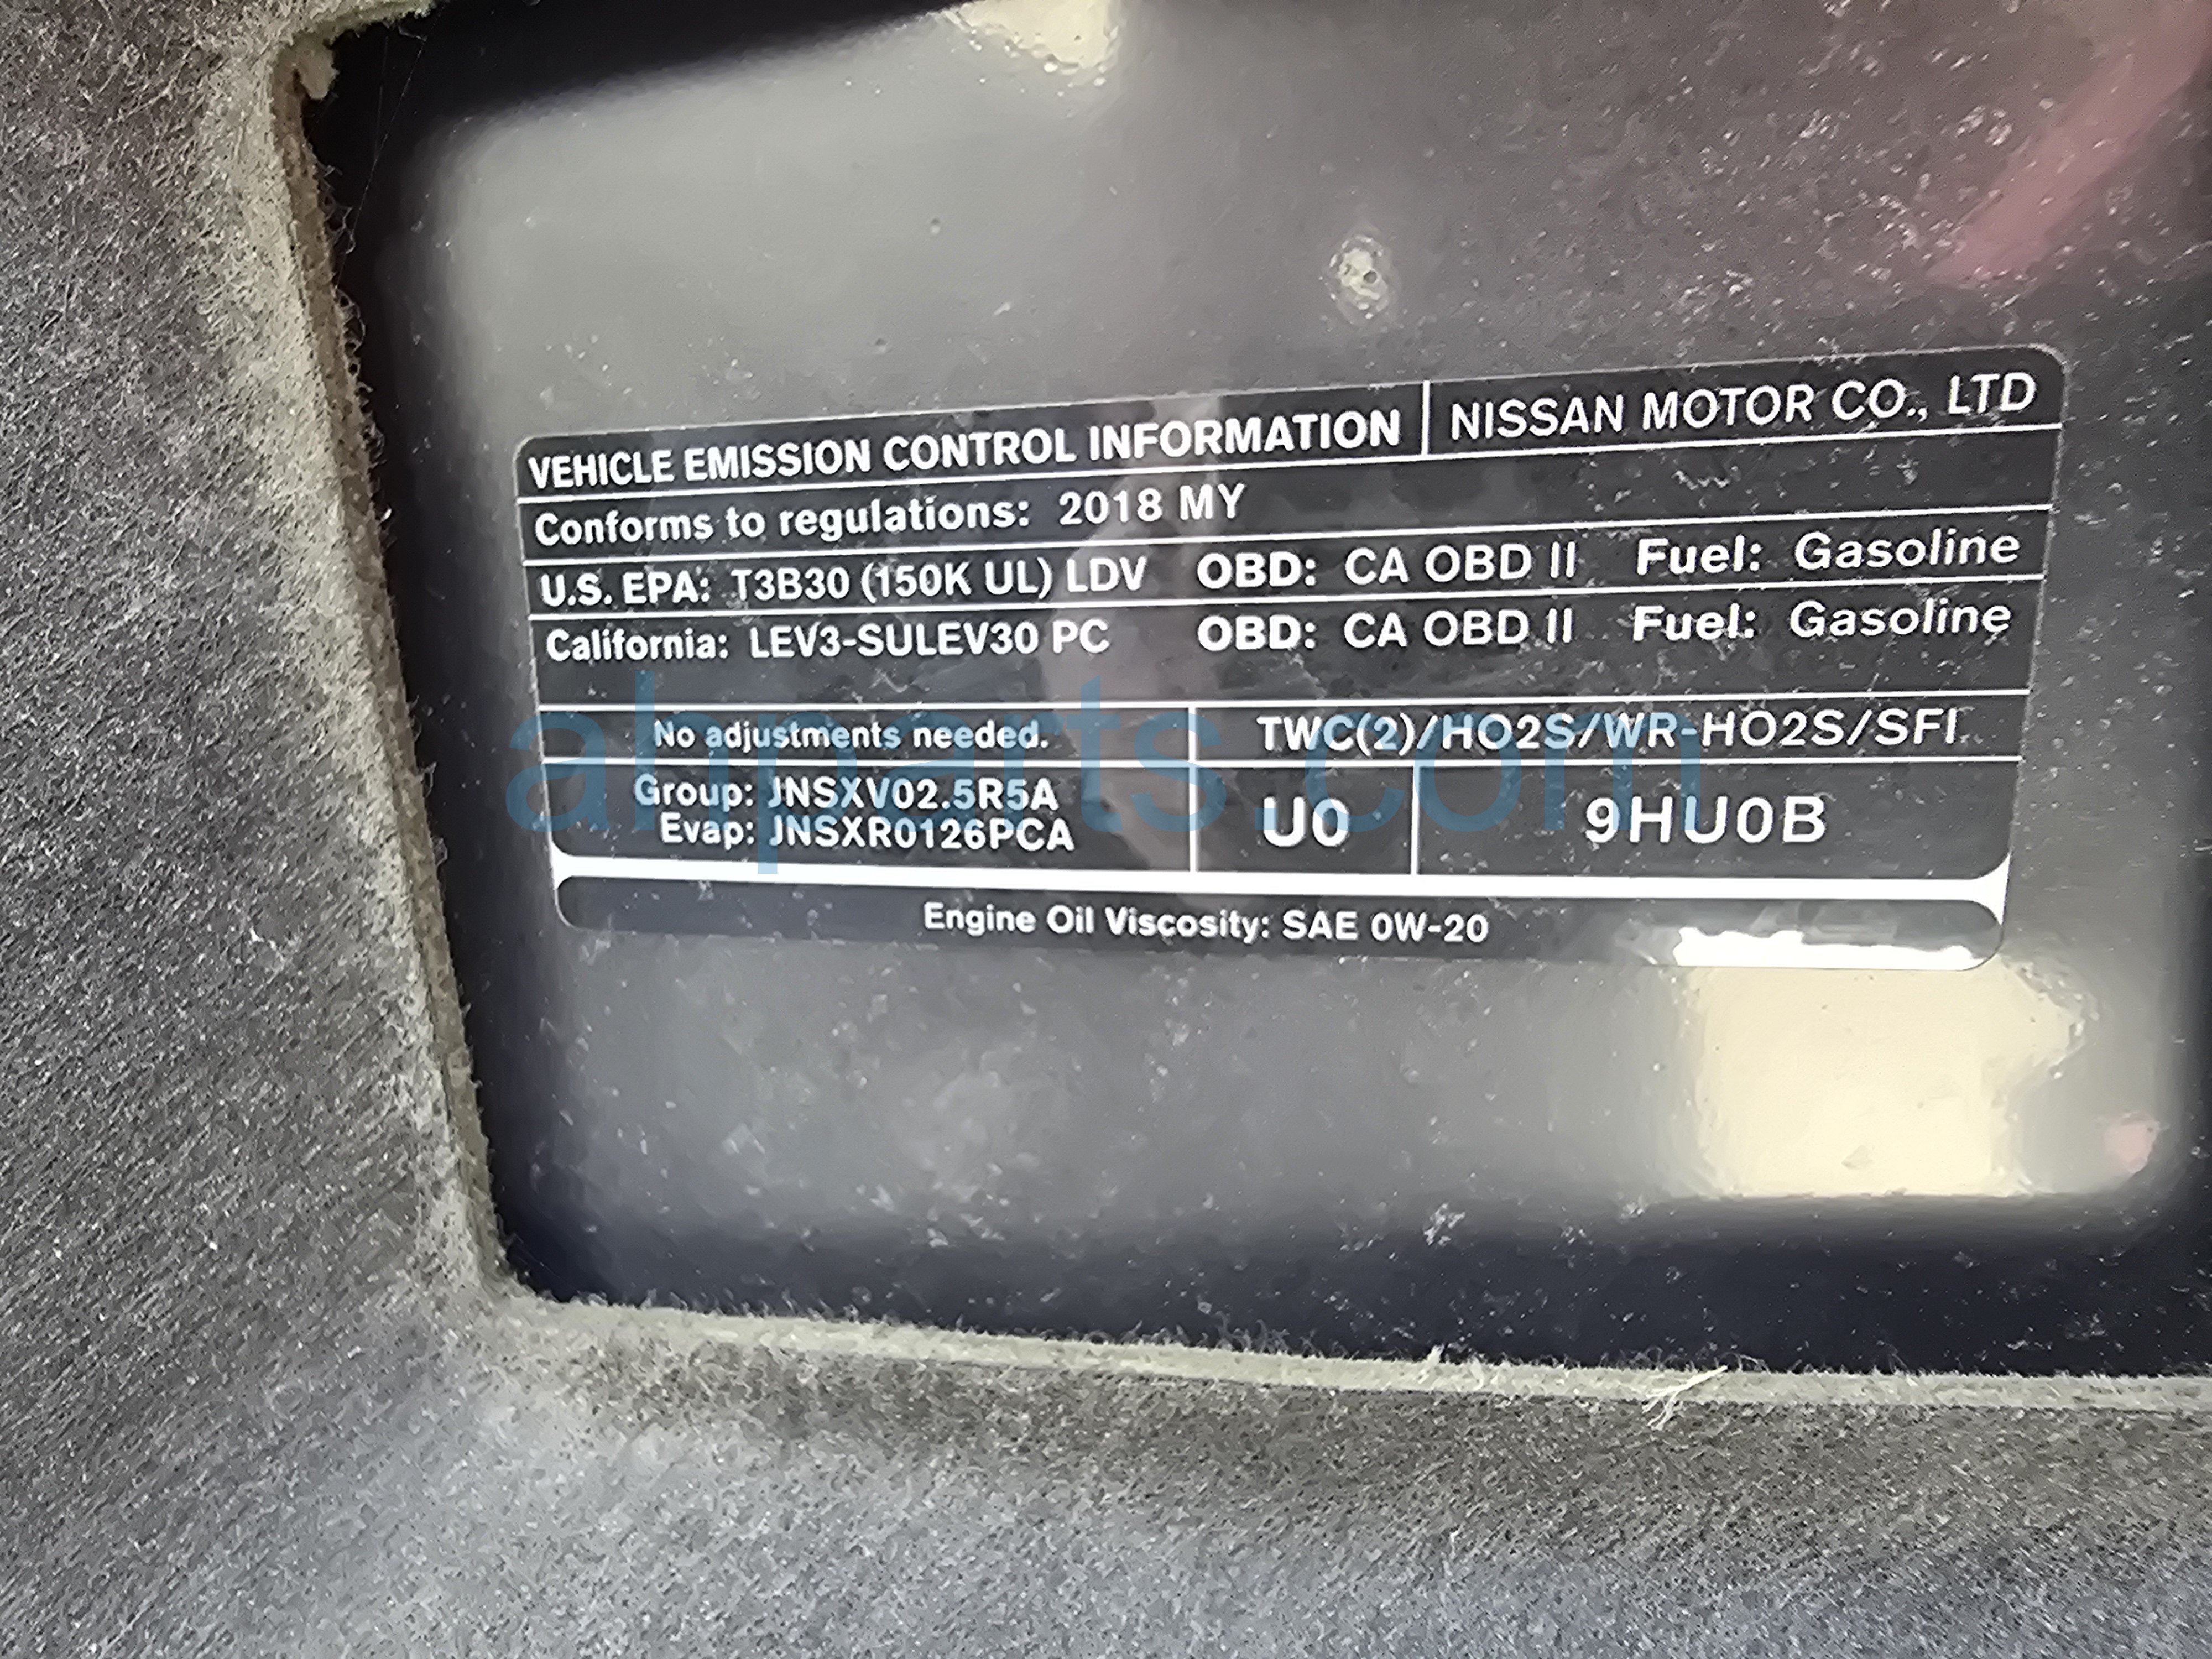 VEHICLE EMISSION CONTROL INFORMATION NISSAN MOTOR CO., LTD
Conforms to regulations: 2018 MY
U.S. EPA: T3B30 (150K UL) LDV OBD: CA OBD II Fuel: Gasoline
California: LEV3-SULEV30 PC OBD: CA OBD II Fuel: Gasoline
No adjustments needed. TWC(2)/HO2S/WR-HO2S/SFI
Group: JNSXV02.5R5A
Evap: JNSXR0126PCA
U0 9HU0B
Engine Oil Viscosity: SAE 0W-20
ahparts.com